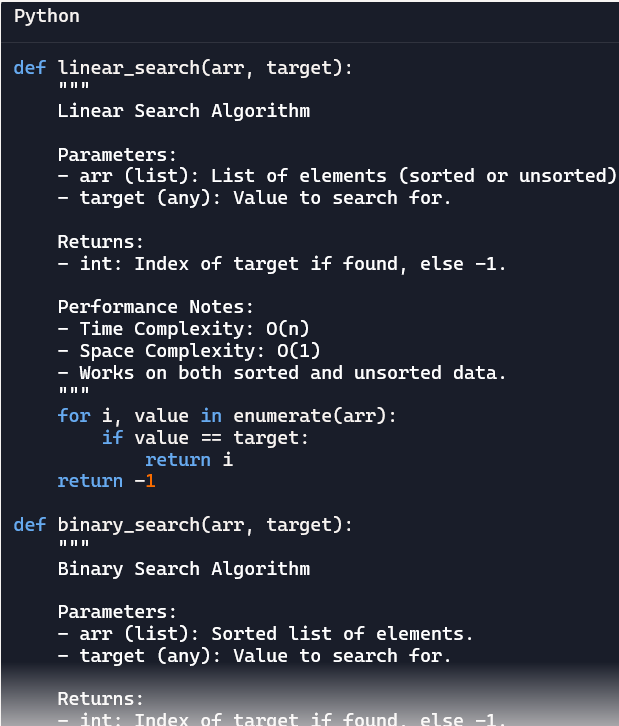 Python
def linear_search(arr, target):
    """
    Linear Search Algorithm

    Parameters:
    - arr (list): List of elements (sorted or unsorted)
    - target (any): Value to search for.

    Returns:
    - int: Index of target if found, else -1.

    Performance Notes:
    - Time Complexity: O(n)
    - Space Complexity: O(1)
    - Works on both sorted and unsorted data.
    """
    for i, value in enumerate(arr):
        if value == target:
            return i
    return -1

def binary_search(arr, target):
    """
    Binary Search Algorithm

    Parameters:
    - arr (list): Sorted list of elements.
    - target (any): Value to search for.

    Returns:
    - int: Index of target if found, else -1.